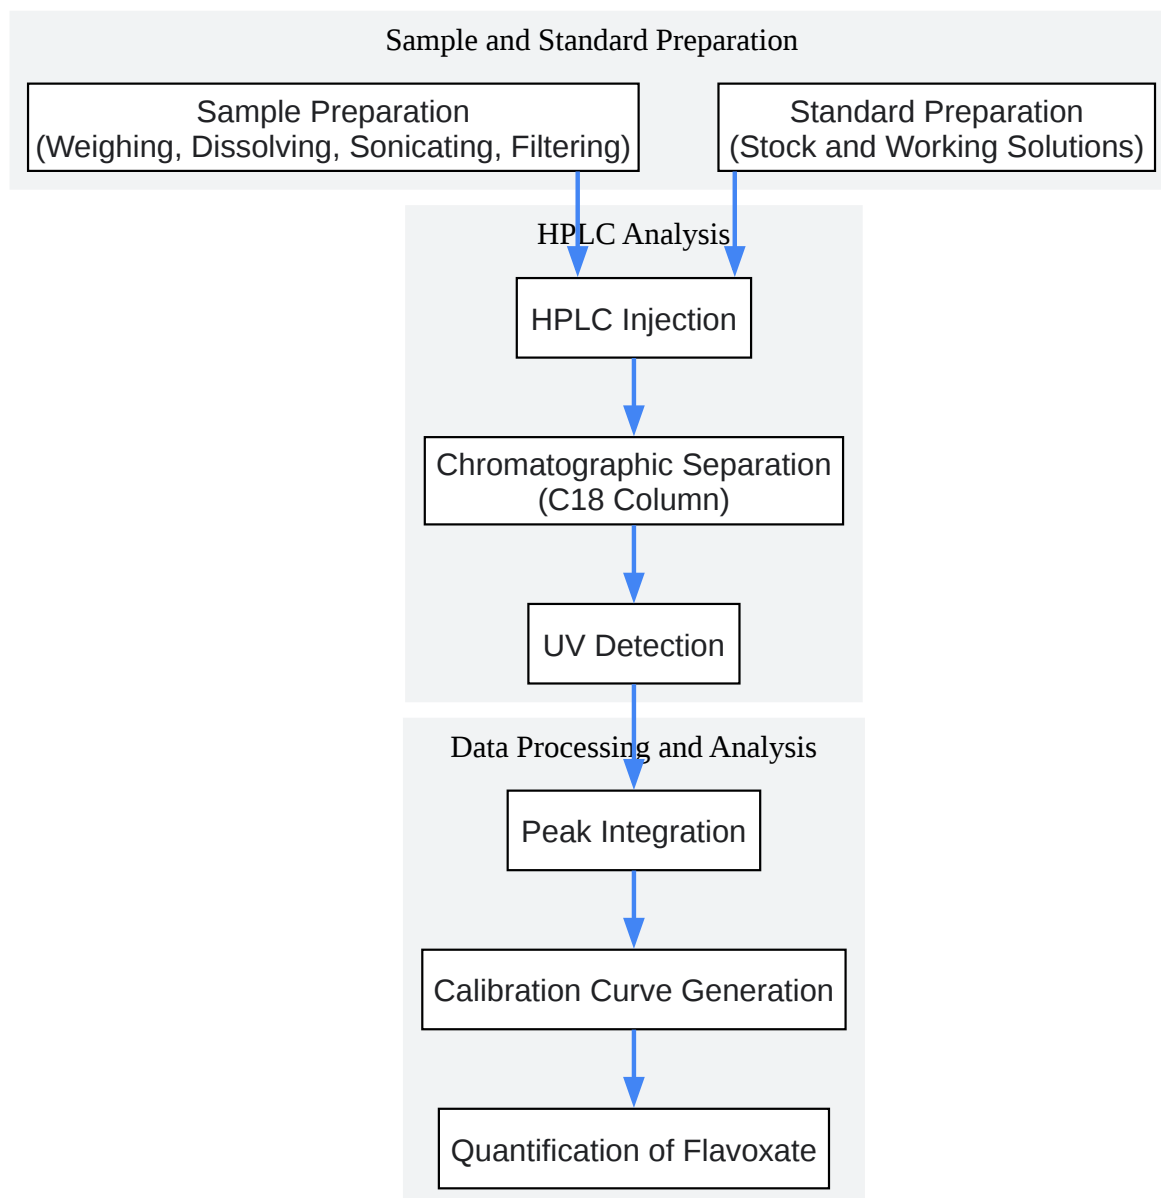 Sample and Standard Preparation
Sample Preparation
(Weighing, Dissolving, Sonicating, Filtering)
Standard Preparation
(Stock and Working Solutions)
HPLC Analysis
HPLC Injection
Chromatographic Separation
(C18 Column)
UV Detection
Data Processing and Analysis
Peak Integration
Calibration Curve Generation
Quantification of Flavoxate